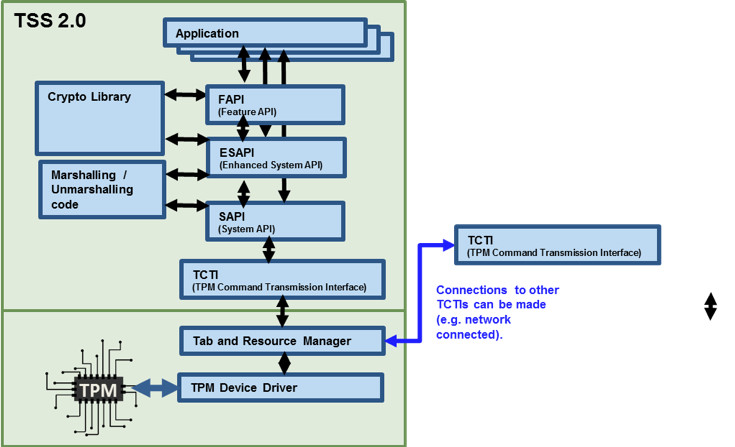 TSS 2.0
Application
Crypto Library
FAPI
(Feature API)
ESAPI
(Enhanced System API)
Marshalling /
Unmarshalling
code
SAPI
(System API)
TCTI
(TPM Command Transmission Interface)
TCTI
(TPM Command Transmission Interface)
Connections to other
TCTIs can be made
(e.g. network
connected).
Tab and Resource Manager
TPM Device Driver
TPM